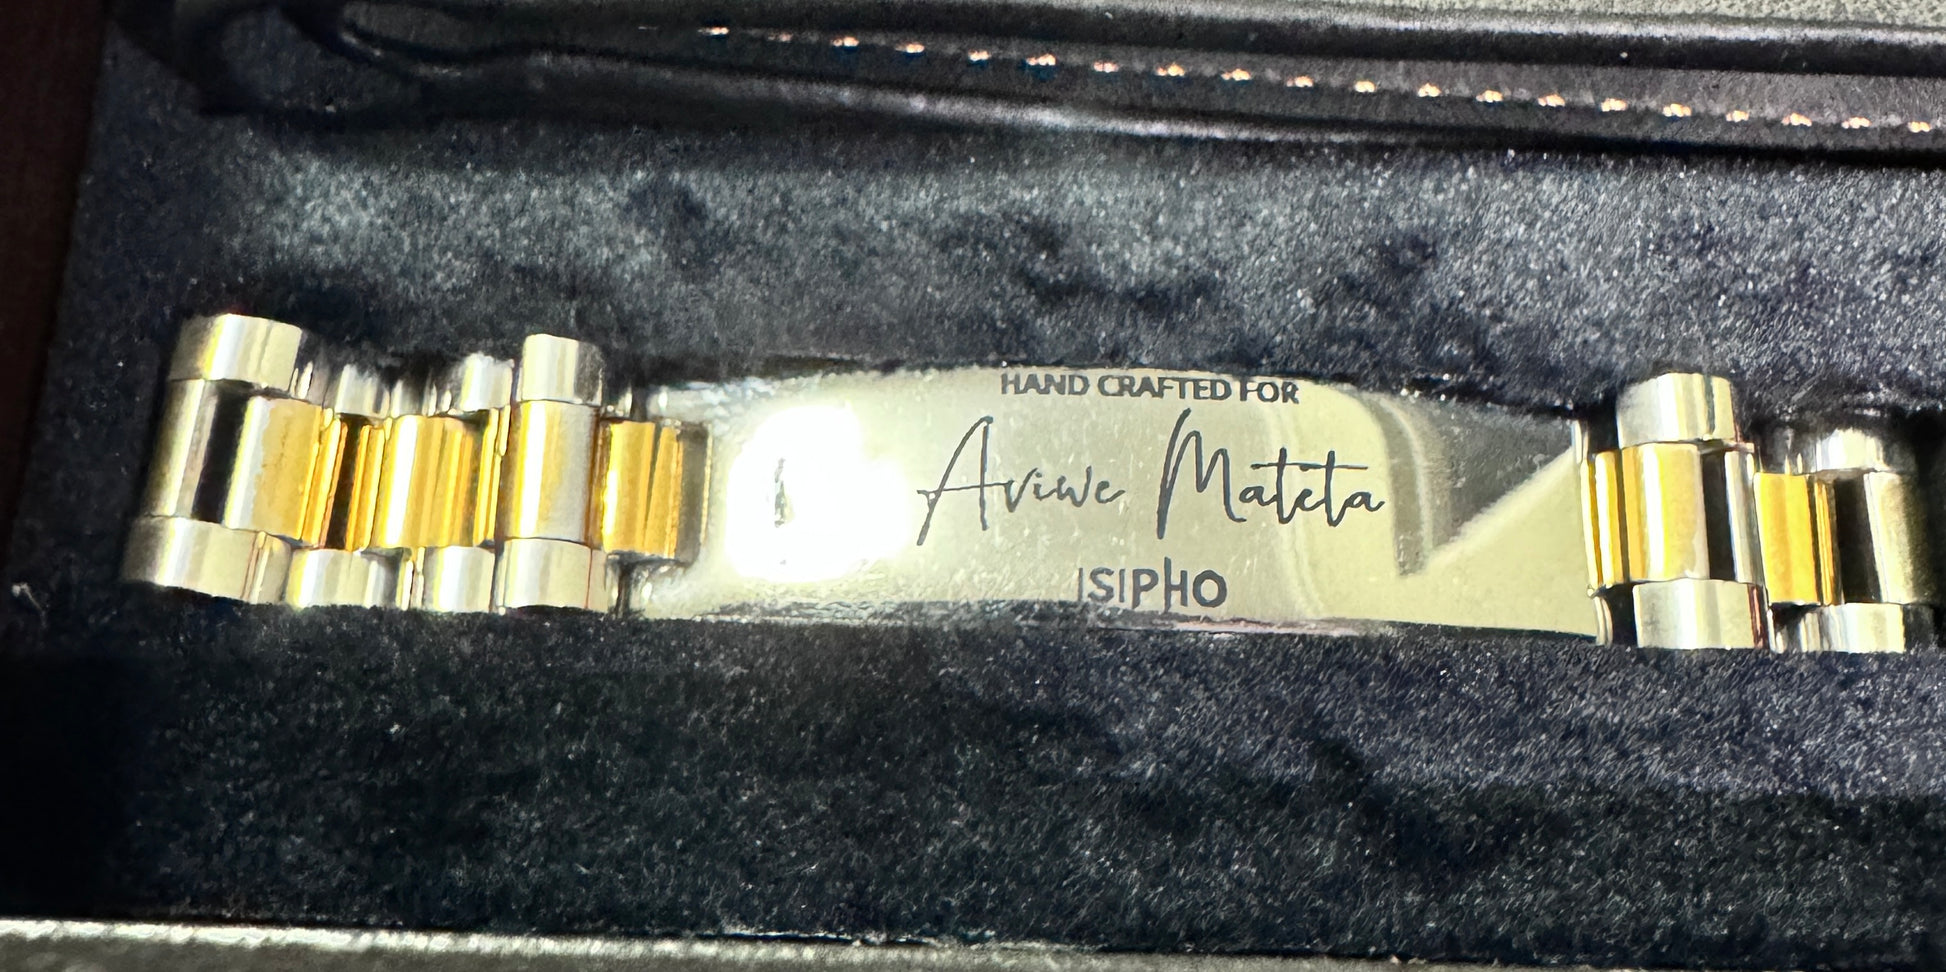 HAND CRAFTED FOR
Aviwe Mateta
ISIPHO